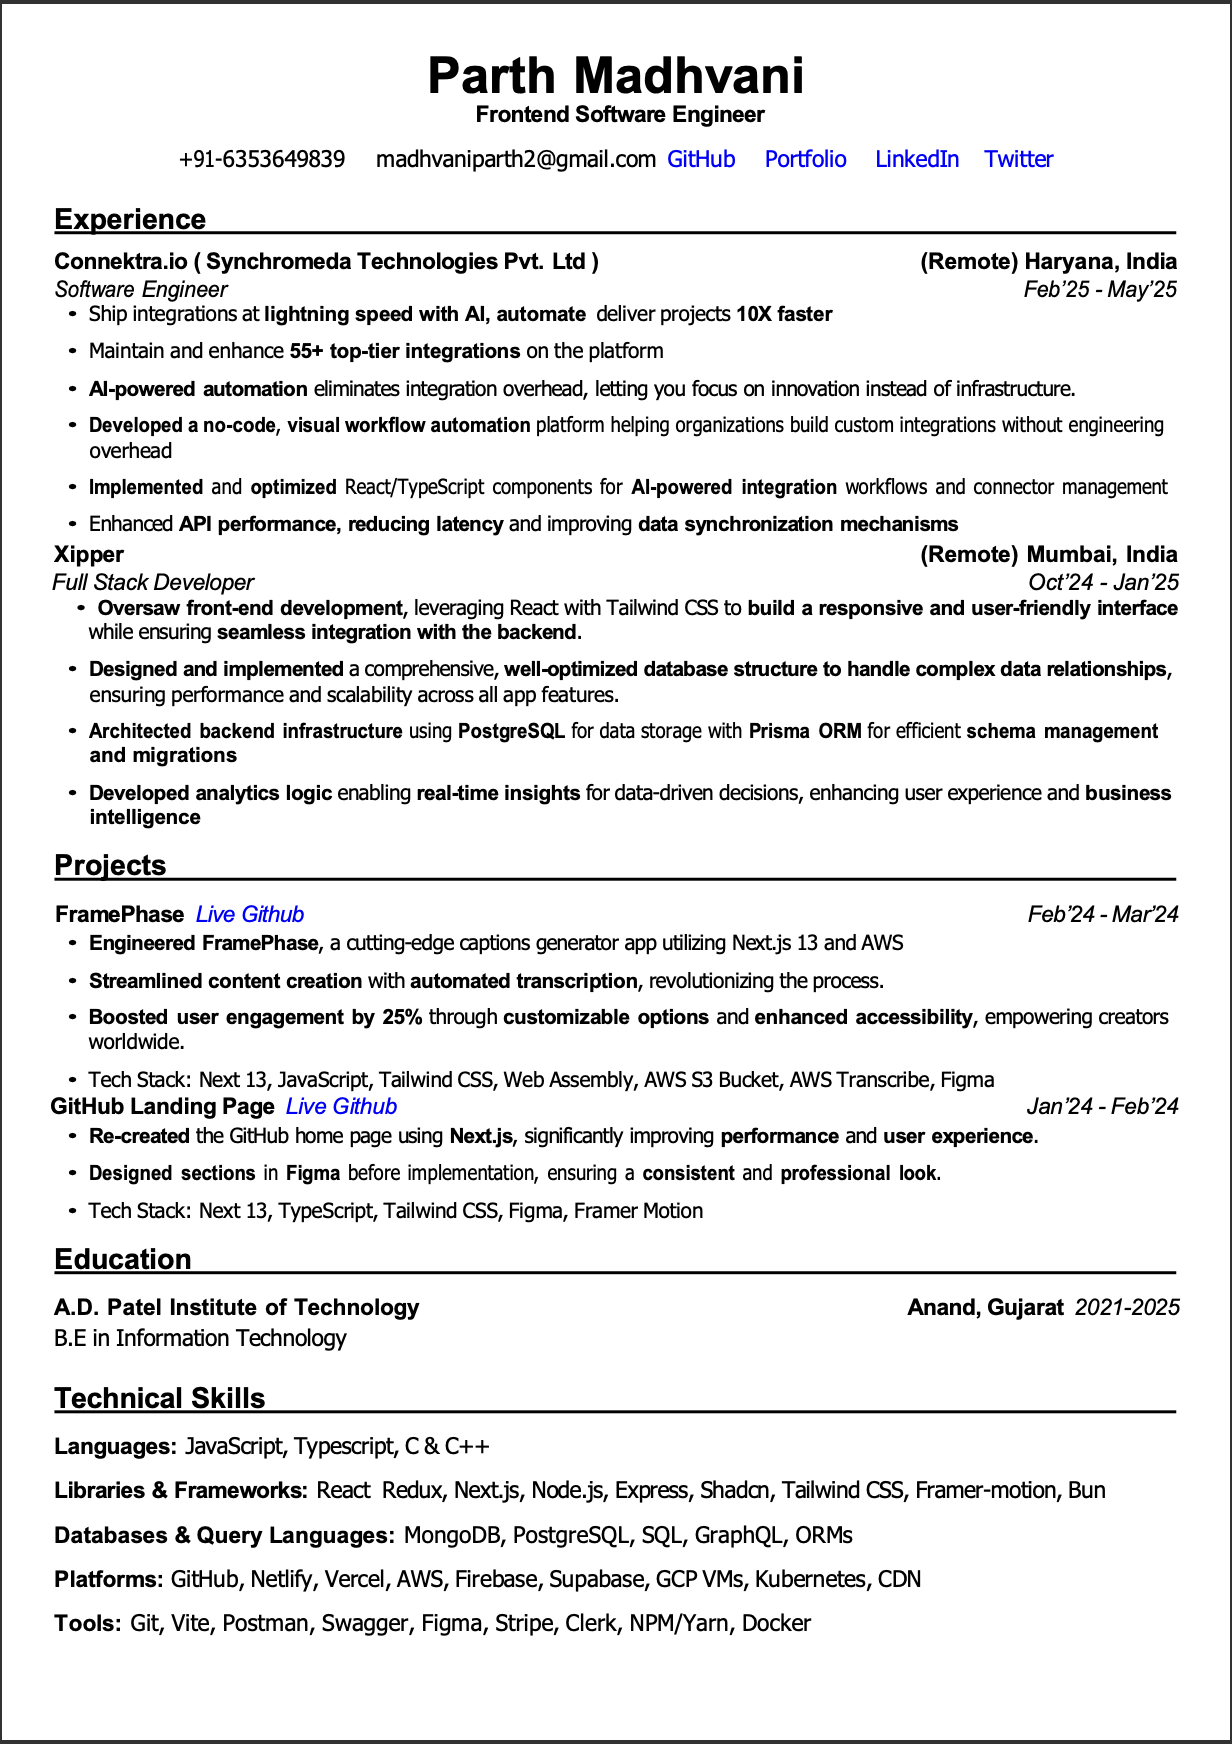 Parth Madhvani
Frontend Software Engineer
+91-6353649839 madhvaniparth2@gmail.com GitHub Portfolio LinkedIn Twitter
Experience
Connektra.io ( Synchromeda Technologies Pvt. Ltd ) (Remote) Haryana, India
Software Engineer Feb’25 - May’25
• Ship integrations at lightning speed with AI, automate deliver projects 10X faster
• Maintain and enhance 55+ top-tier integrations on the platform
• AI-powered automation eliminates integration overhead, letting you focus on innovation instead of infrastructure.
• Developed a no-code, visual workflow automation platform helping organizations build custom integrations without engineering
overhead
• Implemented and optimized React/TypeScript components for AI-powered integration workflows and connector management
• Enhanced API performance, reducing latency and improving data synchronization mechanisms
Xipper (Remote) Mumbai, India
Full Stack Developer Oct’24 - Jan’25
• Oversaw front-end development, leveraging React with Tailwind CSS to build a responsive and user-friendly interface
while ensuring seamless integration with the backend.
• Designed and implemented a comprehensive, well-optimized database structure to handle complex data relationships,
ensuring performance and scalability across all app features.
• Architected backend infrastructure using PostgreSQL for data storage with Prisma ORM for efficient schema management
and migrations
• Developed analytics logic enabling real-time insights for data-driven decisions, enhancing user experience and business
intelligence
Projects
FramePhase Live Github Feb’24 - Mar’24
• Engineered FramePhase, a cutting-edge captions generator app utilizing Next.js 13 and AWS
• Streamlined content creation with automated transcription, revolutionizing the process.
• Boosted user engagement by 25% through customizable options and enhanced accessibility, empowering creators
worldwide.
• Tech Stack: Next 13, JavaScript, Tailwind CSS, Web Assembly, AWS S3 Bucket, AWS Transcribe, Figma
GitHub Landing Page Live Github Jan’24 - Feb’24
• Re-created the GitHub home page using Next.js, significantly improving performance and user experience.
• Designed sections in Figma before implementation, ensuring a consistent and professional look.
• Tech Stack: Next 13, TypeScript, Tailwind CSS, Figma, Framer Motion
Education
A.D. Patel Institute of Technology Anand, Gujarat 2021-2025
B.E in Information Technology
Technical Skills
Languages: JavaScript, Typescript, C & C++
Libraries & Frameworks: React Redux, Next.js, Node.js, Express, Shadcn, Tailwind CSS, Framer-motion, Bun
Databases & Query Languages: MongoDB, PostgreSQL, SQL, GraphQL, ORMs
Platforms: GitHub, Netlify, Vercel, AWS, Firebase, Supabase, GCP VMs, Kubernetes, CDN
Tools: Git, Vite, Postman, Swagger, Figma, Stripe, Clerk, NPM/Yarn, Docker